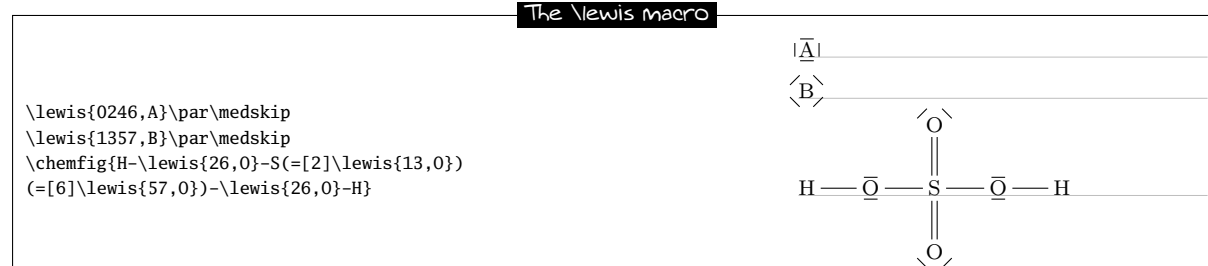 The \lewis macro
\lewis{0246,A}\par\medskip
\lewis{1357,B}\par\medskip
\chemfig{H-\lewis{26,O}-S(=[2]\lewis{13,O})
(=[6]\lewis{57,O})-\lewis{26,O}-H}
A
B
O
H O S O H
O